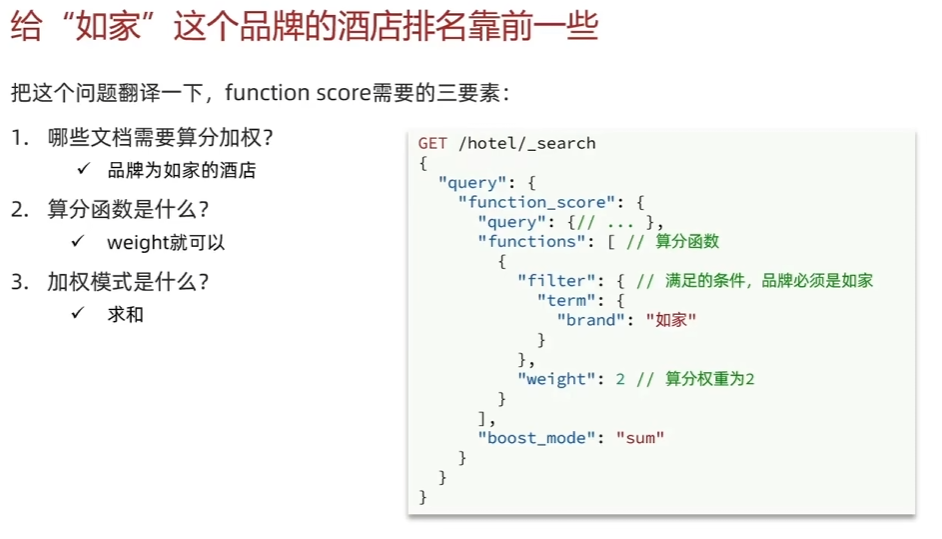 给“如家”这个品牌的酒店排名靠前一些
把这个问题翻译一下，function score需要的三要素：
1. 哪些文档需要算分加权？
✓ 品牌为如家的酒店
2. 算分函数是什么？
✓ weight就可以
3. 加权模式是什么？
✓ 求和
GET /hotel/_search
{
  "query": {
    "function_score": {
      "query": {// ... },
      "functions": [ // 算分函数
        {
          "filter": { // 满足的条件，品牌必须是如家
            "term": {
              "brand": "如家"
            }
          },
          "weight": 2 // 算分权重为2
        }
      ],
      "boost_mode": "sum"
    }
  }
}